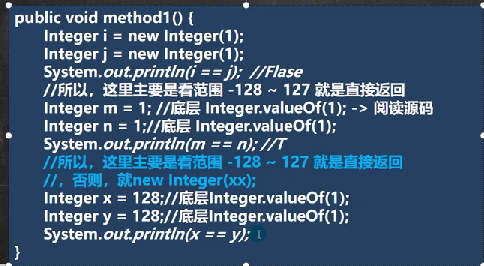 public void method1() {
Integer i = new Integer(1);
Integer j = new Integer(1);
System.out.println(i == j);  //Flase
//所以，这里主要是看范围 -128 ~ 127 就是直接返回
Integer m = 1; //底层 Integer.valueOf(1); -> 阅读源码
Integer n = 1;//底层 Integer.valueOf(1);
System.out.println(m == n); //T
//所以，这里主要是看范围 -128 ~ 127 就是直接返回
//，否则，就new Integer(xx);
Integer x = 128;//底层Integer.valueOf(1);
Integer y = 128;//底层Integer.valueOf(1);
System.out.println(x == y);
}